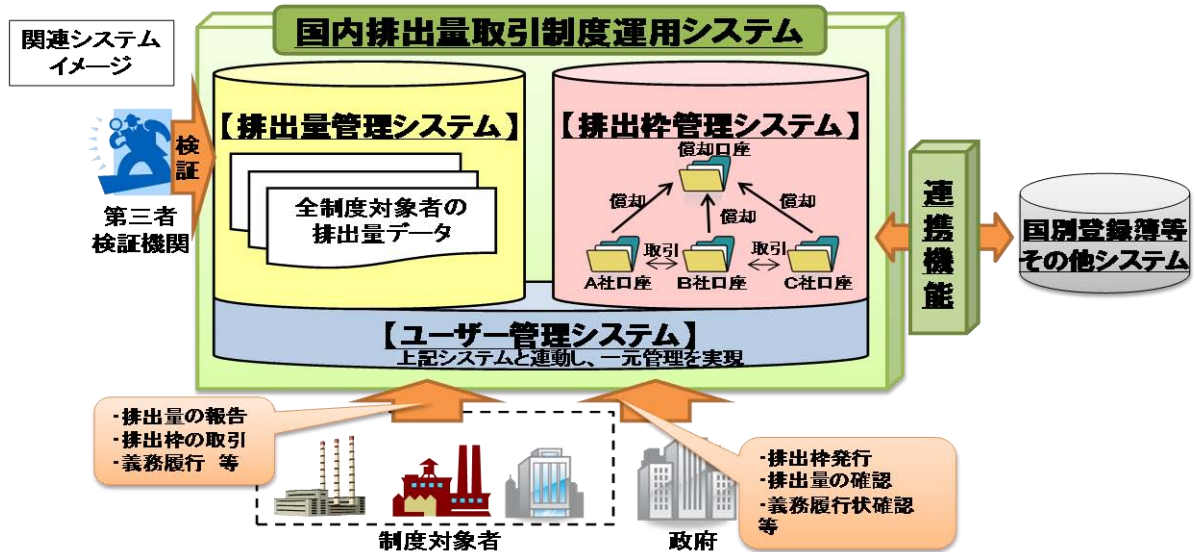 関連システム
イメージ
国内排出量取引制度運用システム
【排出量管理システム】
全制度対象者の
排出量データ
検証
第三者
検証機関
【排出枠管理システム】
償却口座
償却
償却
償却
取引
取引
A社口座
B社口座
C社口座
連携機能
国別登録簿等
その他システム
【ユーザー管理システム】
上記システムと連動し、一元管理を実現
・排出量の報告
・排出枠の取引
・義務履行 等
制度対象者
政府
・排出枠発行
・排出量の確認
・義務履行状確認
等